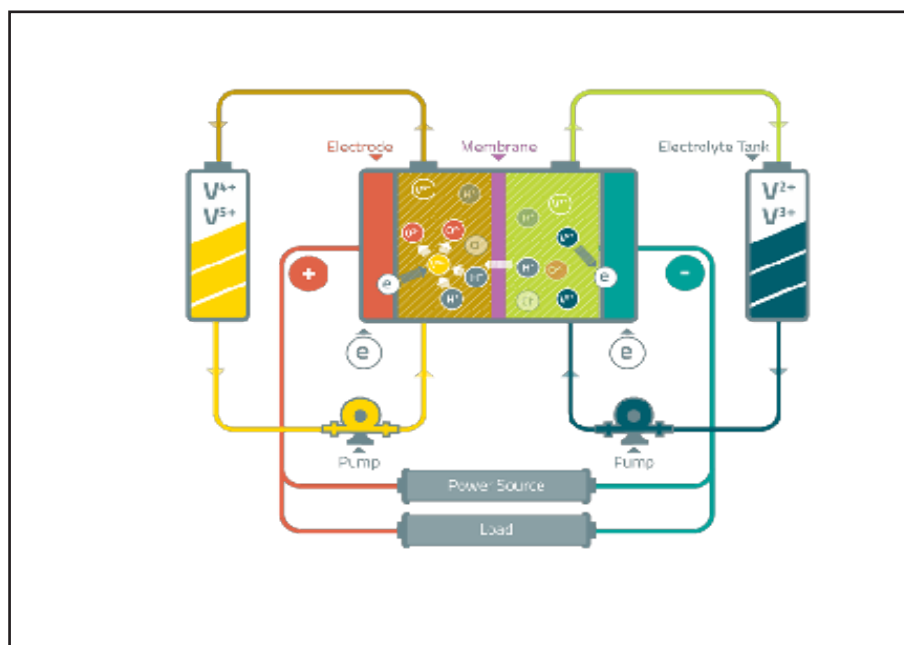 Electrode
Membrane
Electrolyte Tank
V⁴⁺
V⁵⁺
V²⁺
V³⁺
H⁺
H⁺
H⁺
H⁺
H⁺
+
-
e
e
e
e
Pump
Pump
Power Source
Load